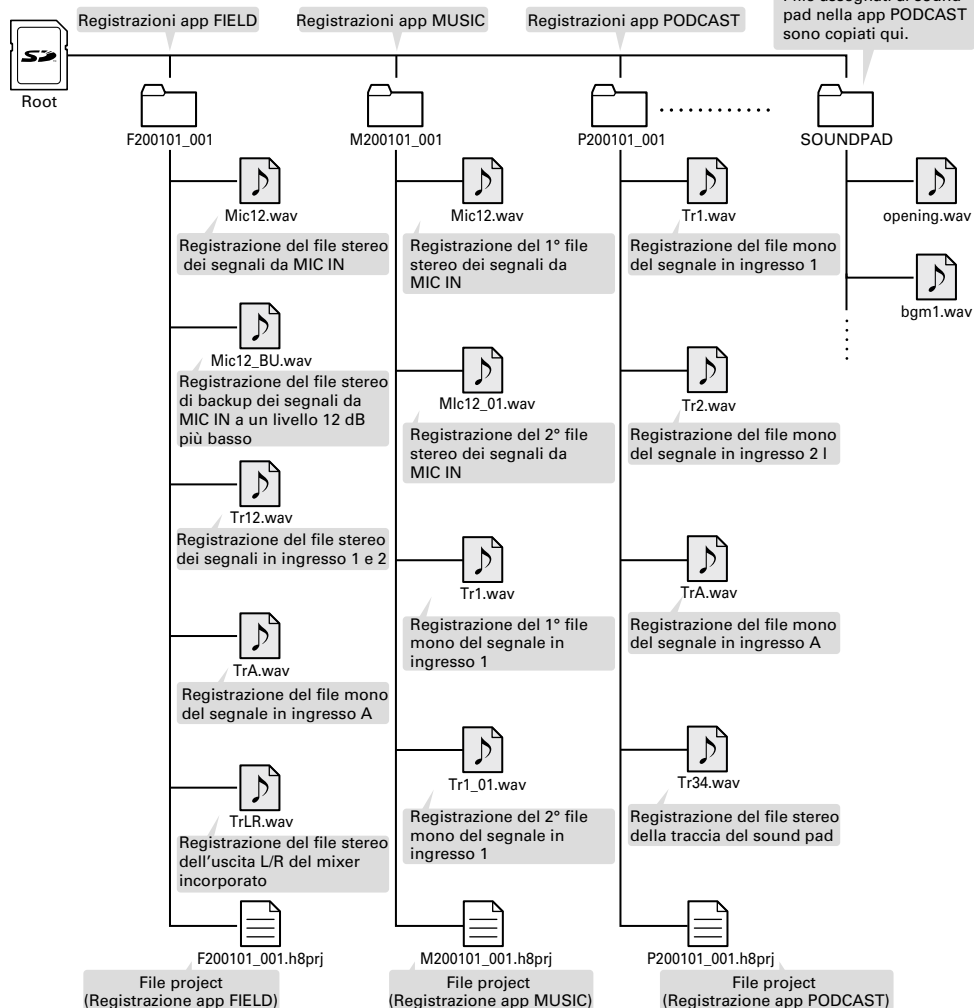 Registrazioni app FIELD
Registrazioni app MUSIC
Registrazioni app PODCAST
pad nella app PODCAST
sono copiati qui.
Root
F200101_001
M200101_001
P200101_001
SOUNDPAD
Mic12.wav
Registrazione del file stereo
dei segnali da MIC IN
Mic12_BU.wav
Registrazione del file stereo
di backup dei segnali da
MIC IN a un livello 12 dB
più basso
Tr12.wav
Registrazione del file stereo
dei segnali in ingresso 1 e 2
TrA.wav
Registrazione del file mono
del segnale in ingresso A
TrLR.wav
Registrazione del file stereo
dell'uscita L/R del mixer
incorporato
F200101_001.h8prj
File project
(Registrazione app FIELD)
Mic12.wav
Registrazione del 1° file
stereo dei segnali da
MIC IN
MIc12_01.wav
Registrazione del 2° file
stereo dei segnali da
MIC IN
Tr1.wav
Registrazione del 1° file
mono del segnale in
ingresso 1
Tr1_01.wav
Registrazione del 2° file
mono del segnale in
ingresso 1
M200101_001.h8prj
File project
(Registrazione app MUSIC)
Tr1.wav
Registrazione del file mono
del segnale in ingresso 1
Tr2.wav
Registrazione del file mono
del segnale in ingresso 2 l
TrA.wav
Registrazione del file mono
del segnale in ingresso A
Tr34.wav
Registrazione del file stereo
della traccia del sound pad
P200101_001.h8prj
File project
(Registrazione app PODCAST)
opening.wav
bgm1.wav